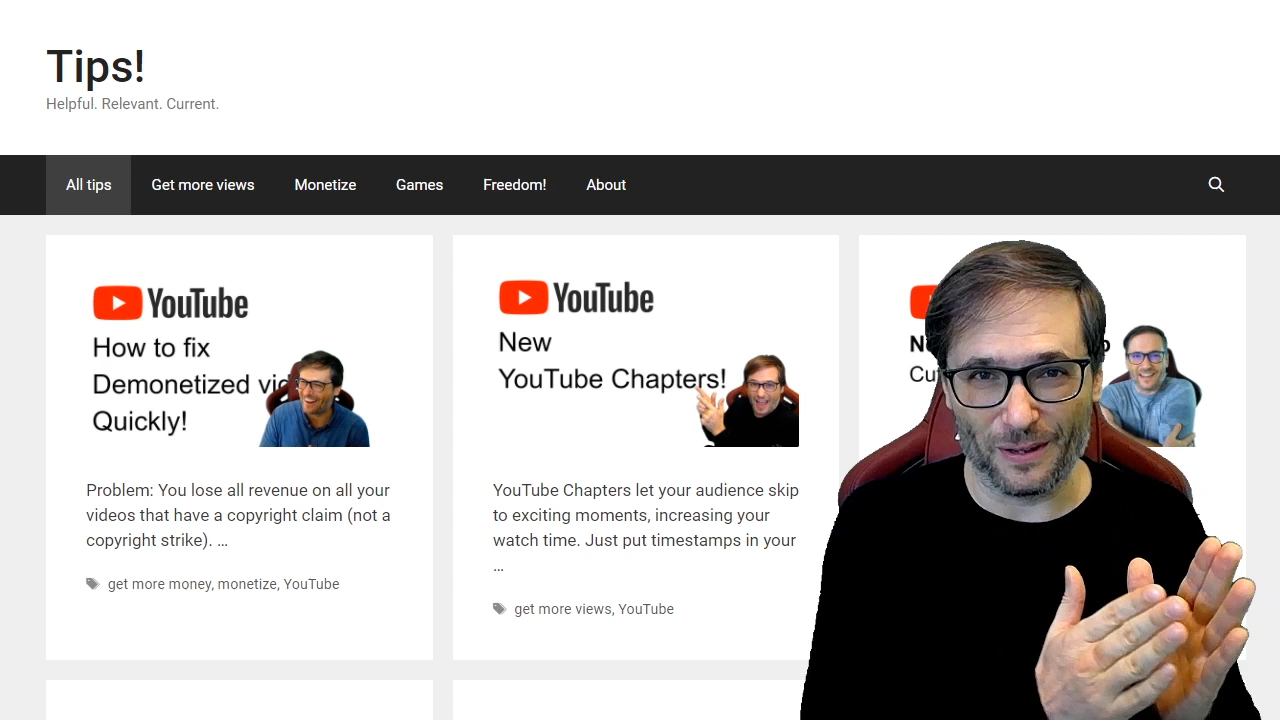 Tips!
Helpful. Relevant. Current.
All tips
Get more views
Monetize
Games
Freedom!
About
YouTube
How to fix
Demonetized
Quickly!
Problem: You lose all revenue on all your
videos that have a copyright claim (not a
copyright strike). …
get more money, monetize, YouTube
YouTube
New
YouTube Chapters!
YouTube Chapters let your audience skip
to exciting moments, increasing your
watch time. Just put timestamps in your
…
get more views, YouTube